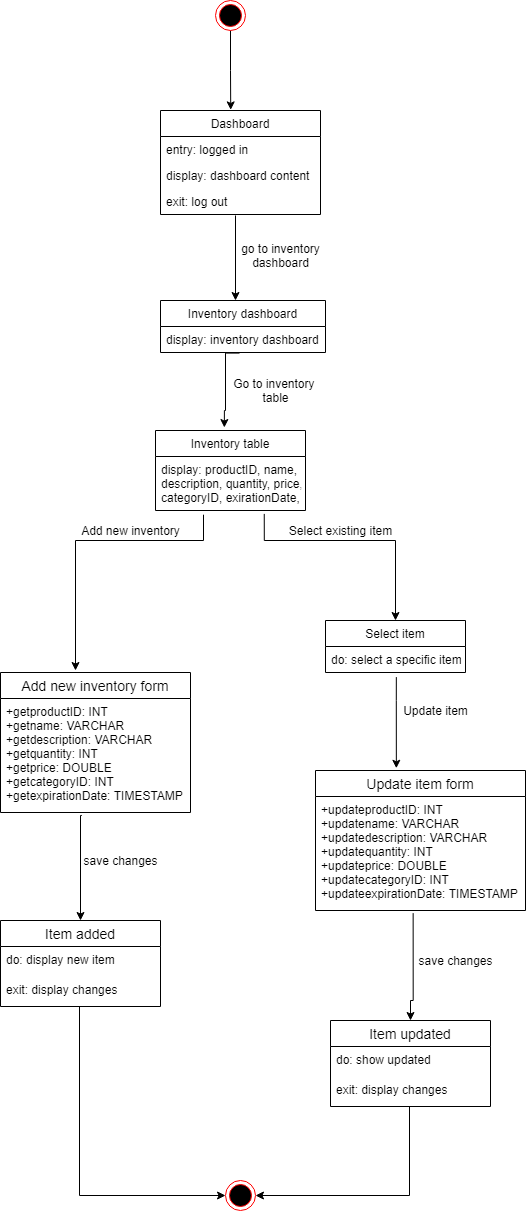 Dashboard
entry: logged in
display: dashboard content
exit: log out
go to inventory
dashboard
Inventory dashboard
display: inventory dashboard
Go to inventory
table
Inventory table
display: productID, name,
description, quantity, price,
categoryID, exirationDate,
Add new inventory
Select existing item
Select item
do: select a specific item
Add new inventory form
+getproductID: INT
+getname: VARCHAR
+getdescription: VARCHAR
+getquantity: INT
+getprice: DOUBLE
+getcategoryID: INT
+getexpirationDate: TIMESTAMP
Update item
Update item form
+updateproductID: INT
+updatename: VARCHAR
+updatedescription: VARCHAR
+updatequantity: INT
+updateprice: DOUBLE
+updatecategoryID: INT
+updateexpirationDate: TIMESTAMP
save changes
Item added
do: display new item
exit: display changes
save changes
Item updated
do: show updated
exit: display changes